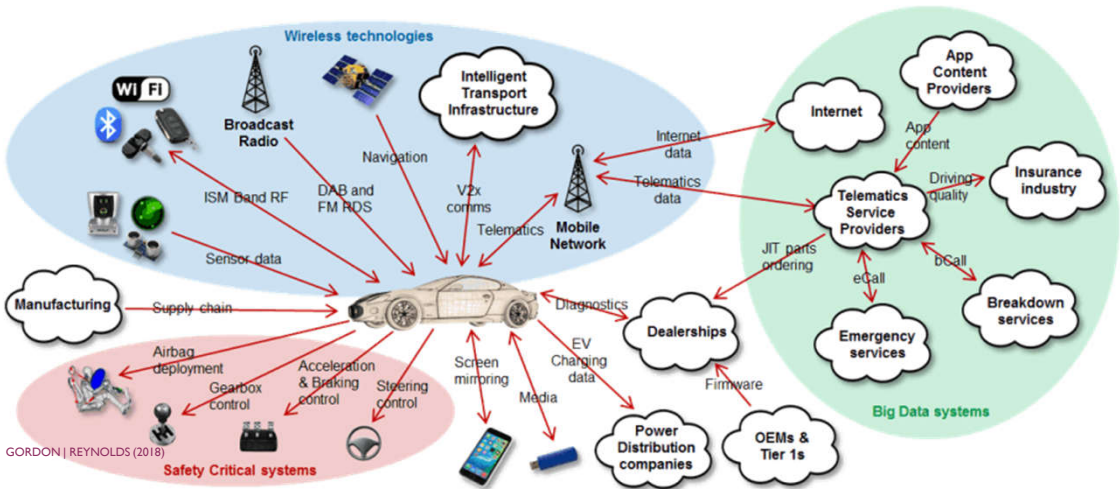 Wireless technologies
Wi Fi
Broadcast
Radio
Intelligent
Transport
Infrastructure
App
Content
Providers
Internet
Internet
data
App
content
Navigation
ISM Band RF
DAB and
FM RDS
V2x
comms
Telematics
data
Telematics
Mobile
Network
Telematics
Service
Providers
Driving
quality
Insurance
industry
Sensor data
JIT parts
ordering
eCall
bCall
Manufacturing
Supply chain
Diagnostics
Dealerships
Emergency
services
Breakdown
services
Airbag
deployment
Gearbox
control
Acceleration
& Braking
control
Steering
control
Screen
mirroring
Media
EV
Charging
data
Firmware
Big Data systems
Power
Distribution
companies
OEMs &
Tier 1s
GORDON | REYNOLDS (2018)
Safety Critical systems